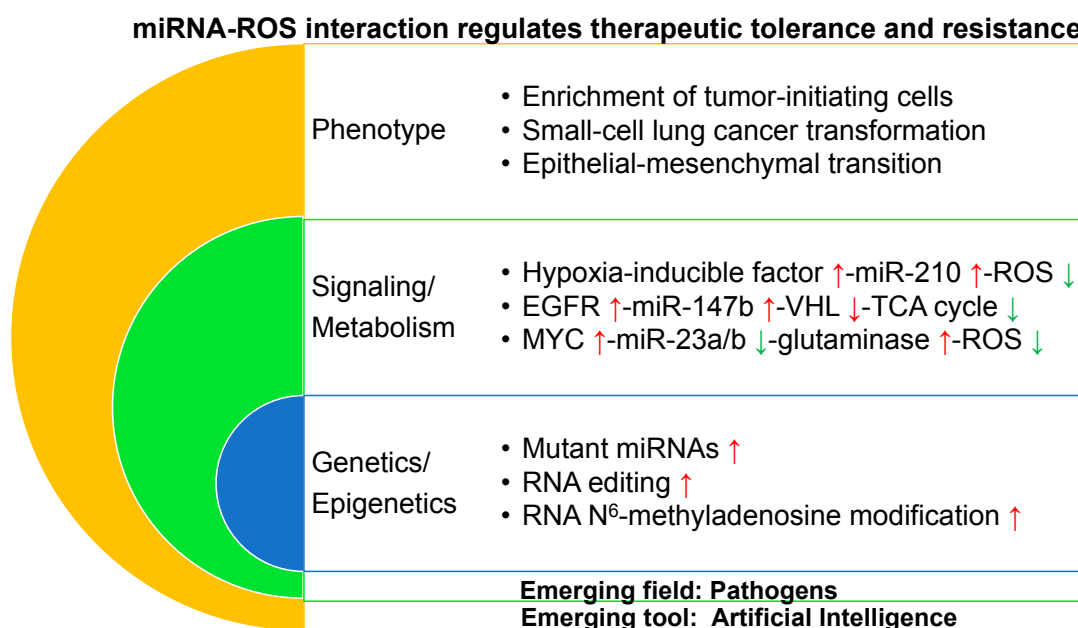 miRNA-ROS interaction regulates therapeutic tolerance and resistance
Phenotype
• Enrichment of tumor-initiating cells
• Small-cell lung cancer transformation
• Epithelial-mesenchymal transition
Signaling/
Metabolism
• Hypoxia-inducible factor ↑-miR-210 ↑-ROS ↓
• EGFR ↑-miR-147b ↑-VHL ↓-TCA cycle ↓
• MYC ↑-miR-23a/b ↓-glutaminase ↑-ROS ↓
Genetics/
Epigenetics
• Mutant miRNAs ↑
• RNA editing ↑
• RNA N⁶-methyladenosine modification ↑
Emerging field: Pathogens
Emerging tool: Artificial Intelligence